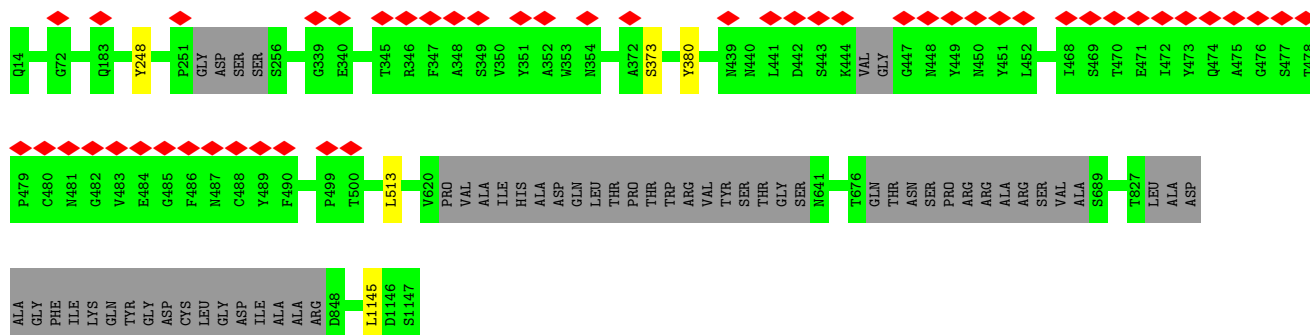 Q14 G72 Q183 Y248 P251 GLY ASP SER SER S256 G339 E340 T345 R346 F347 A348 S349 V350 Y351 A352 W353 N354 A372 S373 Y380 N439 N440 L441 D442 S443 K444 VAL GLY G447 N448 Y449 N450 Y451 L452 I468 S469 T470 E471 I472 Y473 Q474 A475 G476 S477 T478
P479 C480 N481 G482 V483 E484 G485 F486 N487 C488 Y489 F490 P499 T500 L513 V620 PRO VAL ALA ILE HIS ALA ASP GLN LEU THR PRO THR TRP ARG VAL TYR SER THR GLY SER N641 T676 GLN THR ASN SER PRO ARG ARG ALA ARG SER VAL ALA S689 T827 LEU ALA ASP
ALA GLY PHE ILE LYS GLN TYR GLY ASP CYS LEU GLY ASP ILE ALA ALA ARG D848 L1145 D1146 S1147